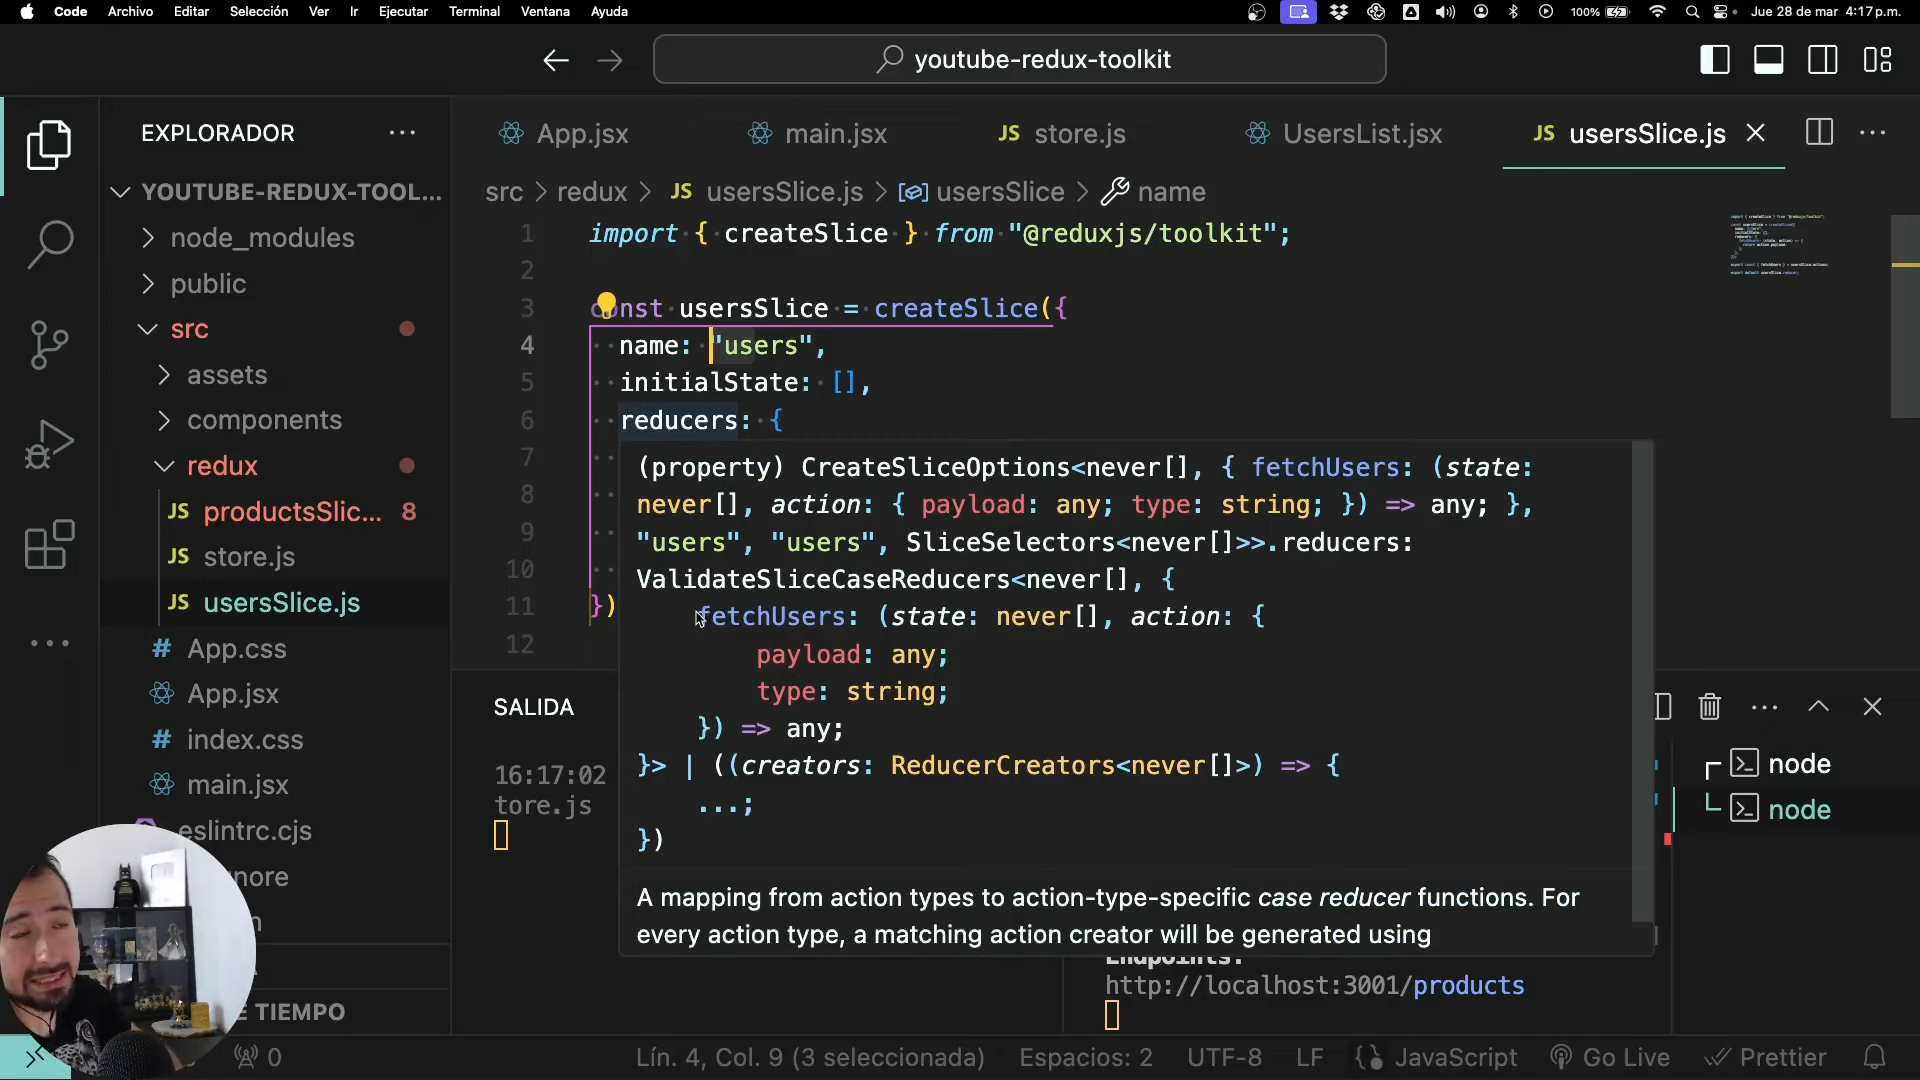 Code Archivo Editar Selección Ver Ir Ejecutar Terminal Ventana Ayuda 100% Jue 28 de mar 4:17 p.m.
youtube-redux-toolkit
EXPLORADOR
App.jsx main.jsx JS store.js UsersList.jsx JS usersSlice.js
YOUTUBE-REDUX-TOOL...
node_modules
public
src
assets
components
redux
JS productsSlic... 8
JS store.js
JS usersSlice.js
# App.css
App.jsx
# index.css
main.jsx
eslintrc.cjs
nore
E TIEMPO
src > redux > JS usersSlice.js > usersSlice > name
1 import { createSlice } from "@reduxjs/toolkit";
2
3 const usersSlice = createSlice({
4 name: "users",
5 initialState: [],
6 reducers: {
7
8
9
10
11 })
12
(property) CreateSliceOptions<never[], { fetchUsers: (state:
never[], action: { payload: any; type: string; }) => any; },
"users", "users", SliceSelectors<never[]>>.reducers:
ValidateSliceCaseReducers<never[], {
fetchUsers: (state: never[], action: {
payload: any;
type: string;
}) => any;
}> | ((creators: ReducerCreators<never[]>) => {
...;
})
A mapping from action types to action-type-specific case reducer functions. For
every action type, a matching action creator will be generated using
SALIDA
16:17:02
tore.js
Endpoints:
http://localhost:3001/products
node
node
0 Lín. 4, Col. 9 (3 seleccionada) Espacios: 2 UTF-8 LF JavaScript Go Live Prettier